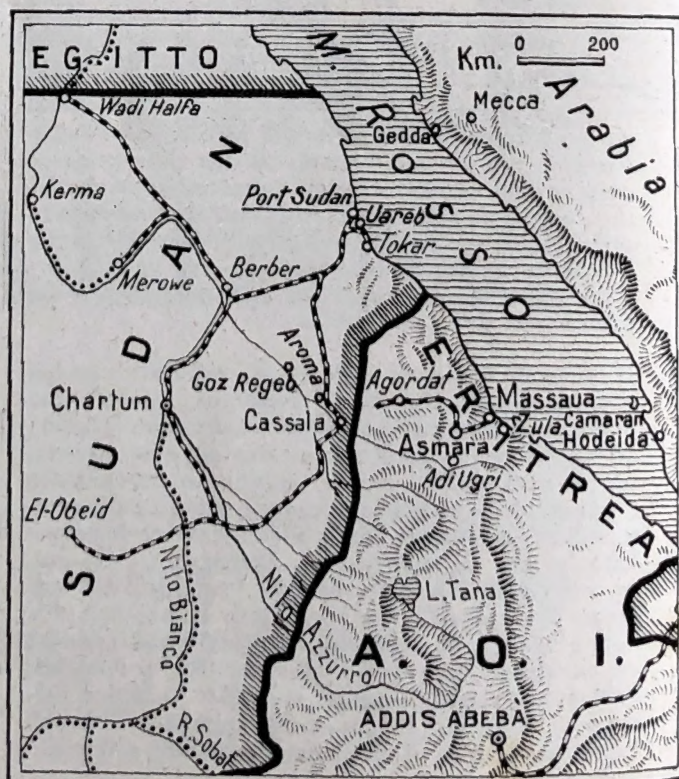 EGITTO
Km. 0 200
M. ROSSO
Arabia
Mecca
Gedda
Wadi Halfa
Kerma
Port Sudan
Uareb
Tokar
Merowe
Berber
SUDAN
Aroma
Goz Regeb
Chartum
Cassala
ERITREA
Agordat
Massaua
Zula
Camaran
Hodeida
Asmara
Adi Ugri
El-Obeid
Nilo Bianco
Nilo Azzurro
L. Tana
A. O. I.
R. Sobat
ADDIS ABEBA